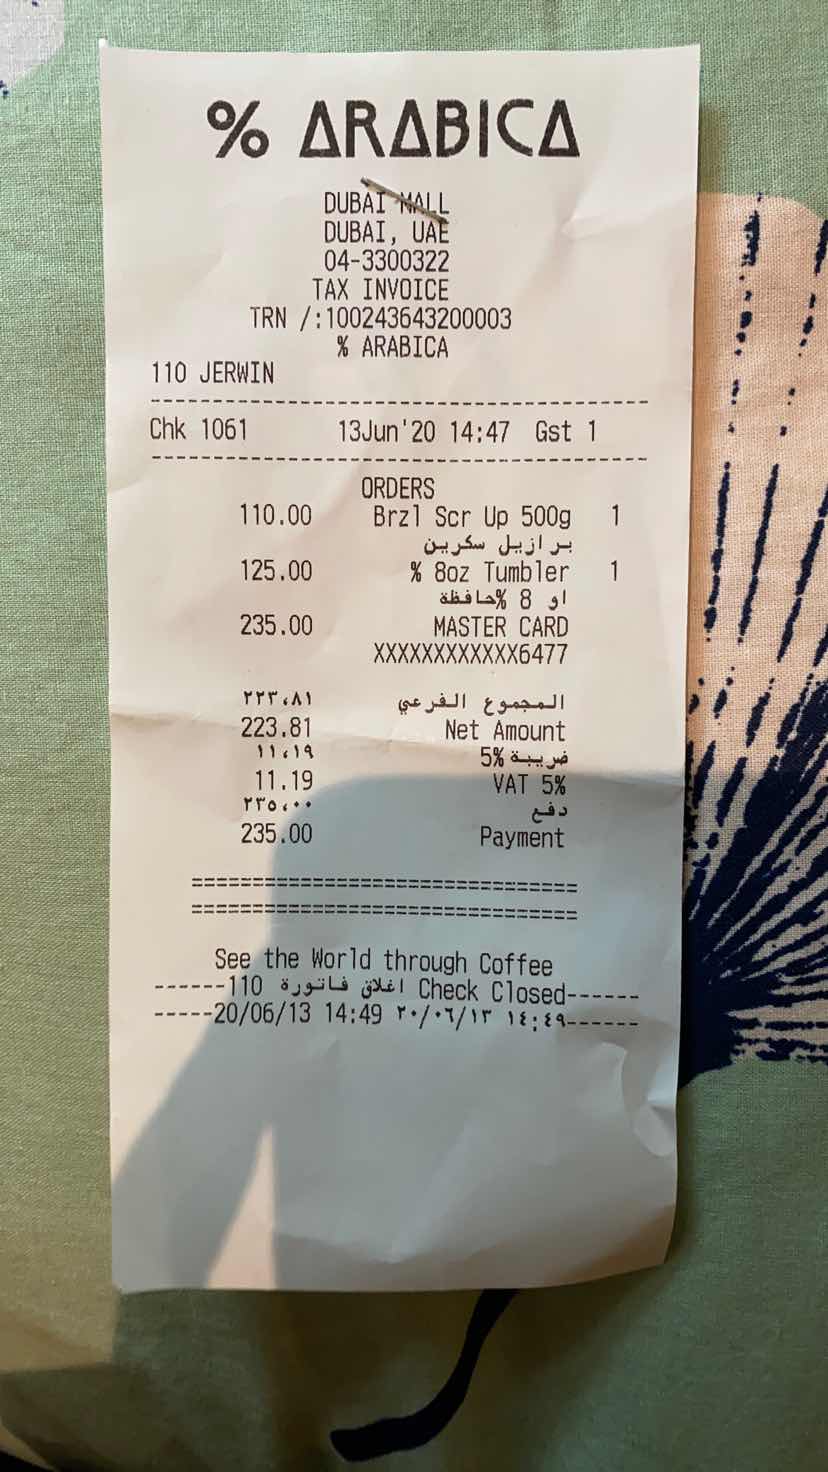 % ARABICA
DUBAI MALL
DUBAI, UAE
04-3300322
TAX INVOICE
TRN /:100243643200003
% ARABICA
110 JERWIN
Chk 1061 13Jun'20 14:47 Gst 1
ORDERS
110.00 Brzl Scr Up 500g 1
برازيل سكرين
125.00 % 8oz Tumbler 1
او 8 %حافظة
235.00 MASTER CARD
XXXXXXXXXXXX6477
المجموع الفرعي ٢٢٣،٨١
223.81 Net Amount
ضريبة 5% ١١،١٩
11.19 VAT 5%
دفع ٢٣٥،٠٠
235.00 Payment
==============================
==============================
See the World through Coffee
------110 اغلاق فاتورة Check Closed------
-----20/06/13 14:49 ٢٠/٠٦/١٣ ١٤:٤٩------